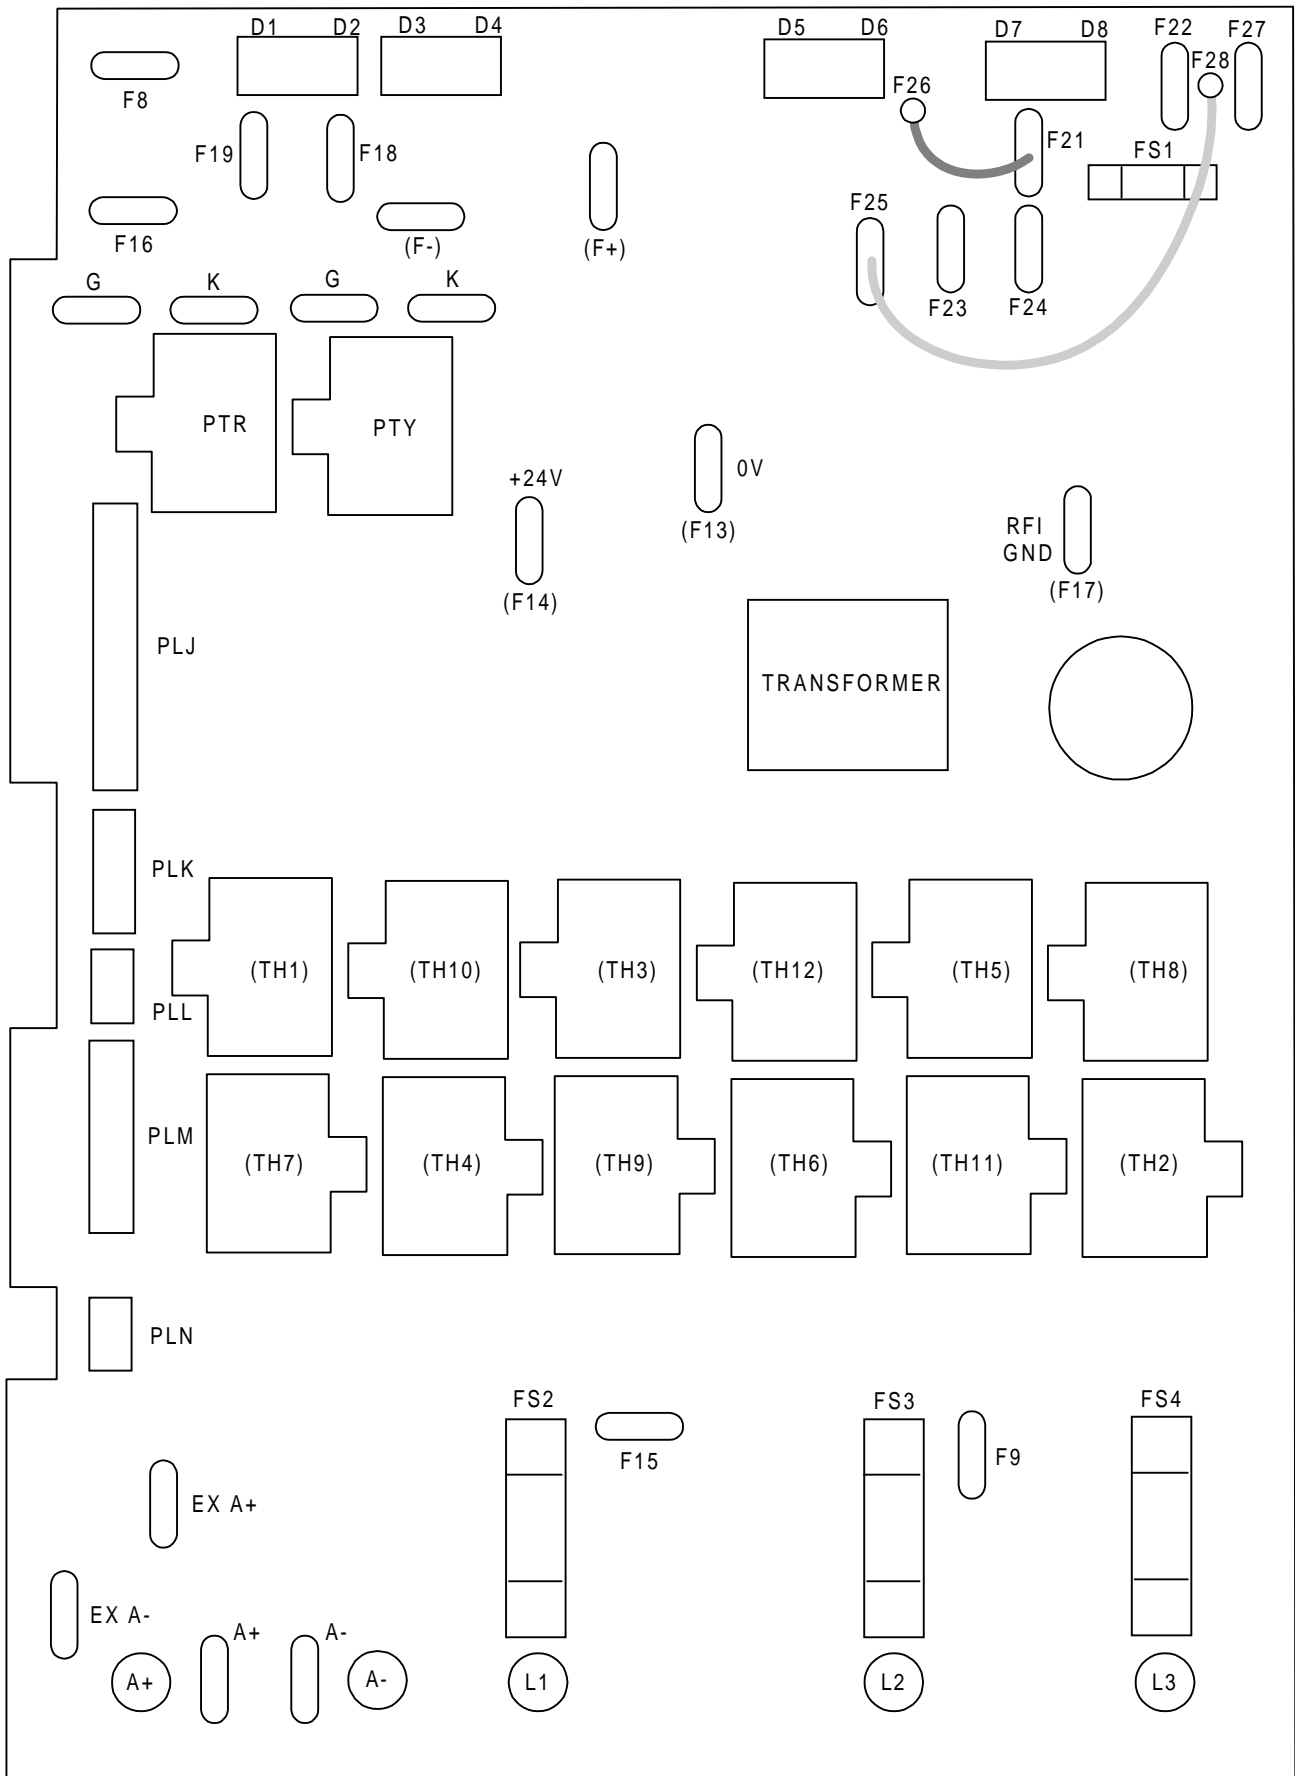 D1 D2 D3 D4 D5 D6 D7 D8 F22 F27
F28
F26
F8
F19 F18 F21 FS1
F25
F16 (F-) (F+)
G K G K F23 F24
PTR PTY
+24V 0V
(F13)
RFI
GND
(F14) (F17)
PLJ
TRANSFORMER
PLK
(TH1) (TH10) (TH3) (TH12) (TH5) (TH8)
PLL
PLM
(TH7) (TH4) (TH9) (TH6) (TH11) (TH2)
PLN
FS2 FS3 FS4
F15 F9
EX A+
EX A-
A+ A-
A+ A- L1 L2 L3